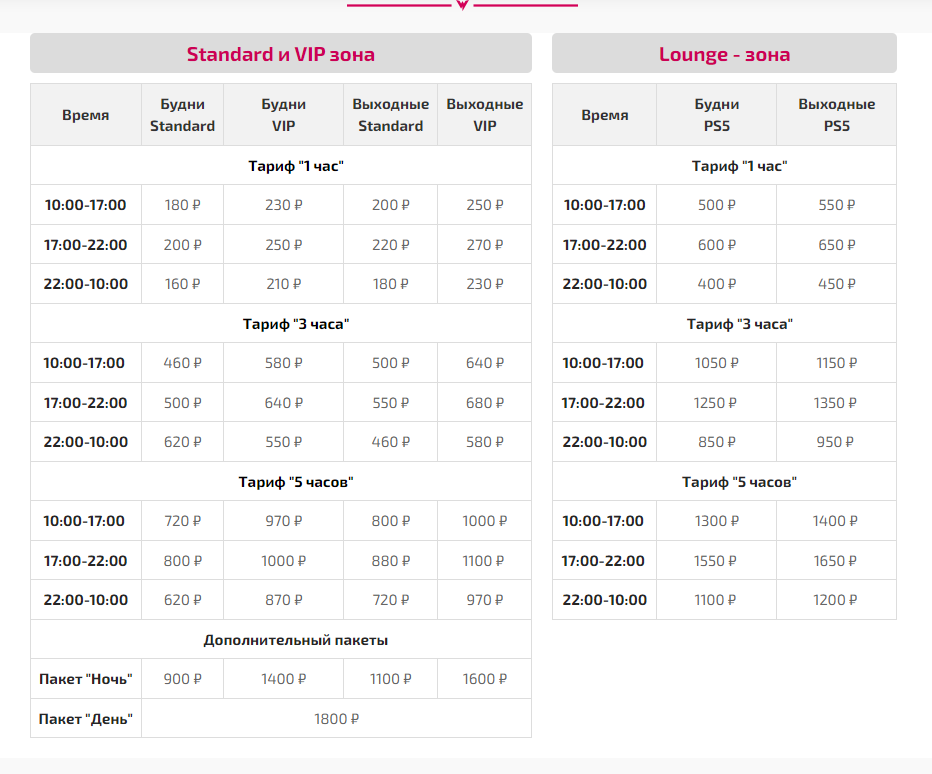 Standard и VIP зона
Время Будни Standard Будни VIP Выходные Standard Выходные VIP
Тариф "1 час"
10:00-17:00 180 ₽ 230 ₽ 200 ₽ 250 ₽
17:00-22:00 200 ₽ 250 ₽ 220 ₽ 270 ₽
22:00-10:00 160 ₽ 210 ₽ 180 ₽ 230 ₽
Тариф "3 часа"
10:00-17:00 460 ₽ 580 ₽ 500 ₽ 640 ₽
17:00-22:00 500 ₽ 640 ₽ 550 ₽ 680 ₽
22:00-10:00 620 ₽ 550 ₽ 460 ₽ 580 ₽
Тариф "5 часов"
10:00-17:00 720 ₽ 970 ₽ 800 ₽ 1000 ₽
17:00-22:00 800 ₽ 1000 ₽ 880 ₽ 1100 ₽
22:00-10:00 620 ₽ 870 ₽ 720 ₽ 970 ₽
Дополнительный пакеты
Пакет "Ночь" 900 ₽ 1400 ₽ 1100 ₽ 1600 ₽
Пакет "День" 1800 ₽
Lounge - зона
Время Будни PS5 Выходные PS5
Тариф "1 час"
10:00-17:00 500 ₽ 550 ₽
17:00-22:00 600 ₽ 650 ₽
22:00-10:00 400 ₽ 450 ₽
Тариф "3 часа"
10:00-17:00 1050 ₽ 1150 ₽
17:00-22:00 1250 ₽ 1350 ₽
22:00-10:00 850 ₽ 950 ₽
Тариф "5 часов"
10:00-17:00 1300 ₽ 1400 ₽
17:00-22:00 1550 ₽ 1650 ₽
22:00-10:00 1100 ₽ 1200 ₽